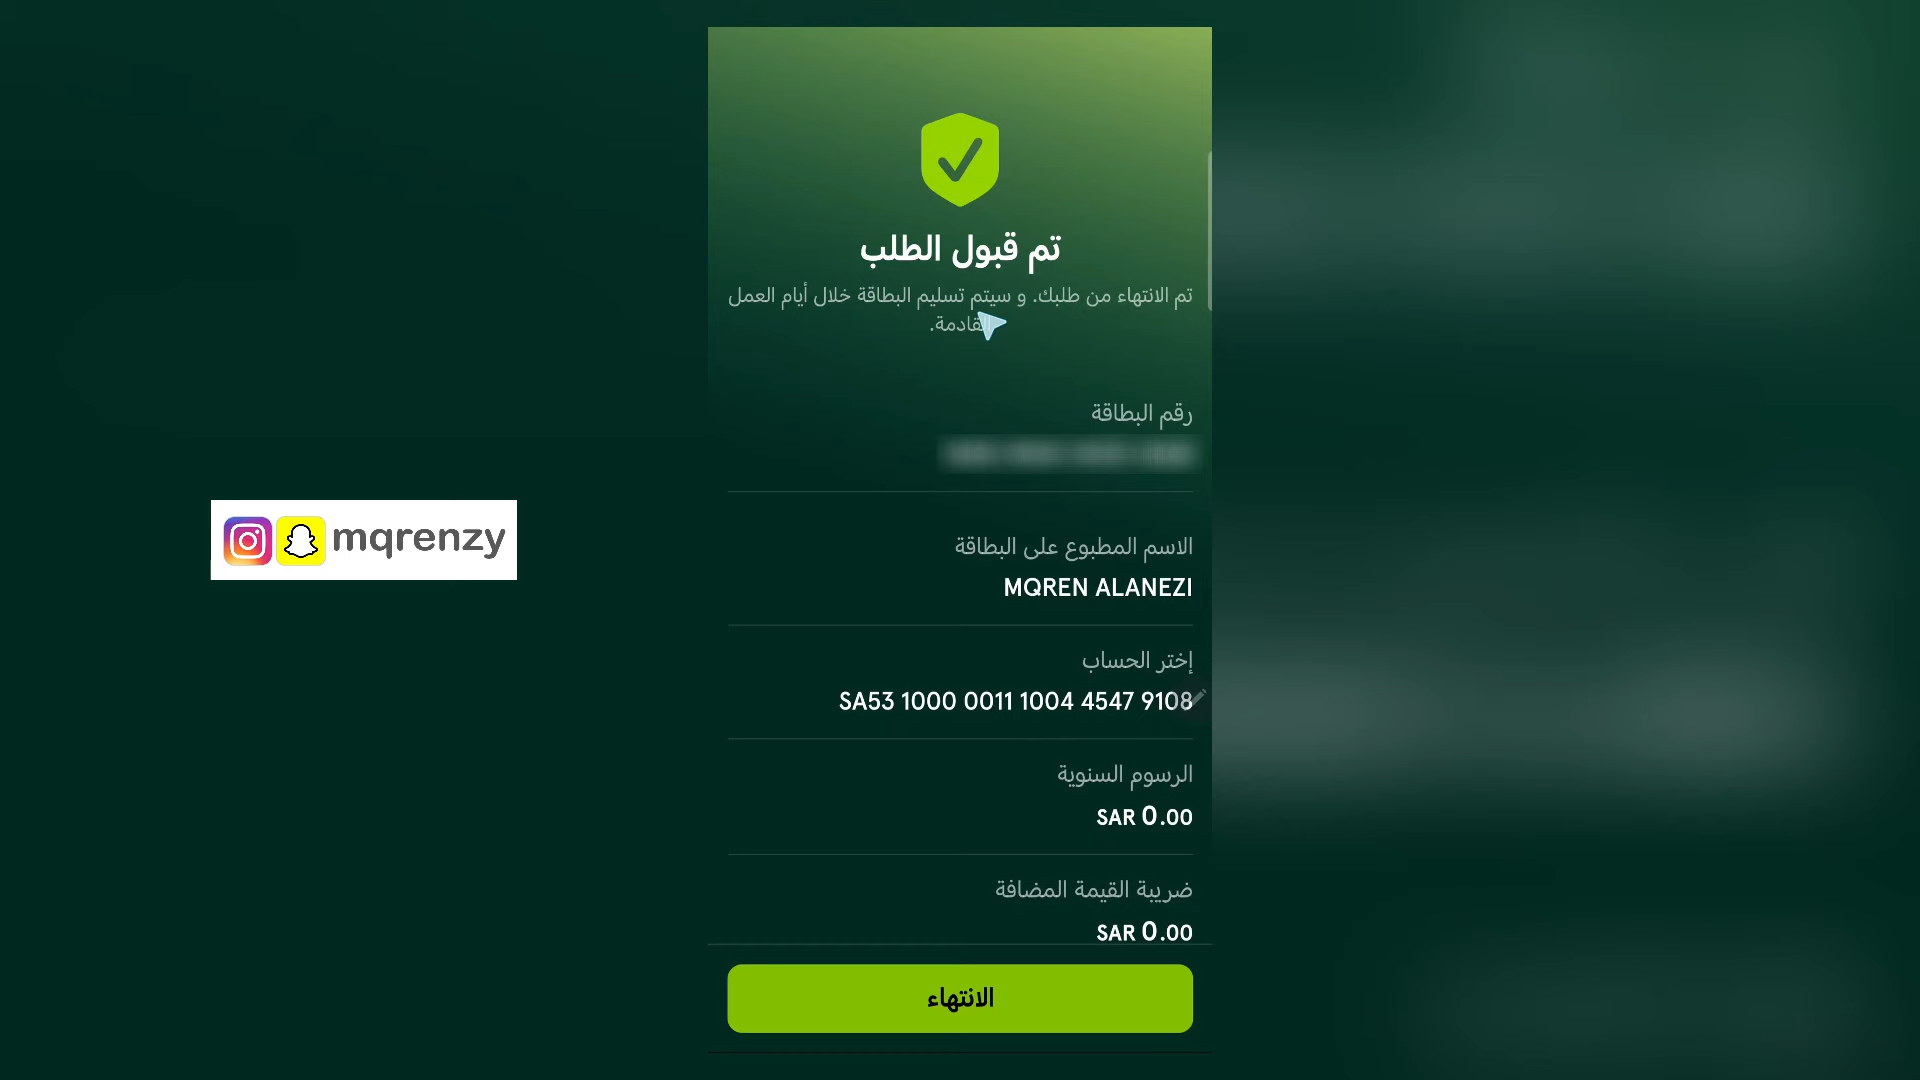 تم قبول الطلب
تم الانتهاء من طلبك. و سيتم تسليم البطاقة خلال أيام العمل
القادمة.
رقم البطاقة
الاسم المطبوع على البطاقة
MQREN ALANEZI
إختر الحساب
SA53 1000 0011 1004 4547 9108
الرسوم السنوية
SAR 0.00
ضريبة القيمة المضافة
SAR 0.00
الانتهاء
mqrenzy